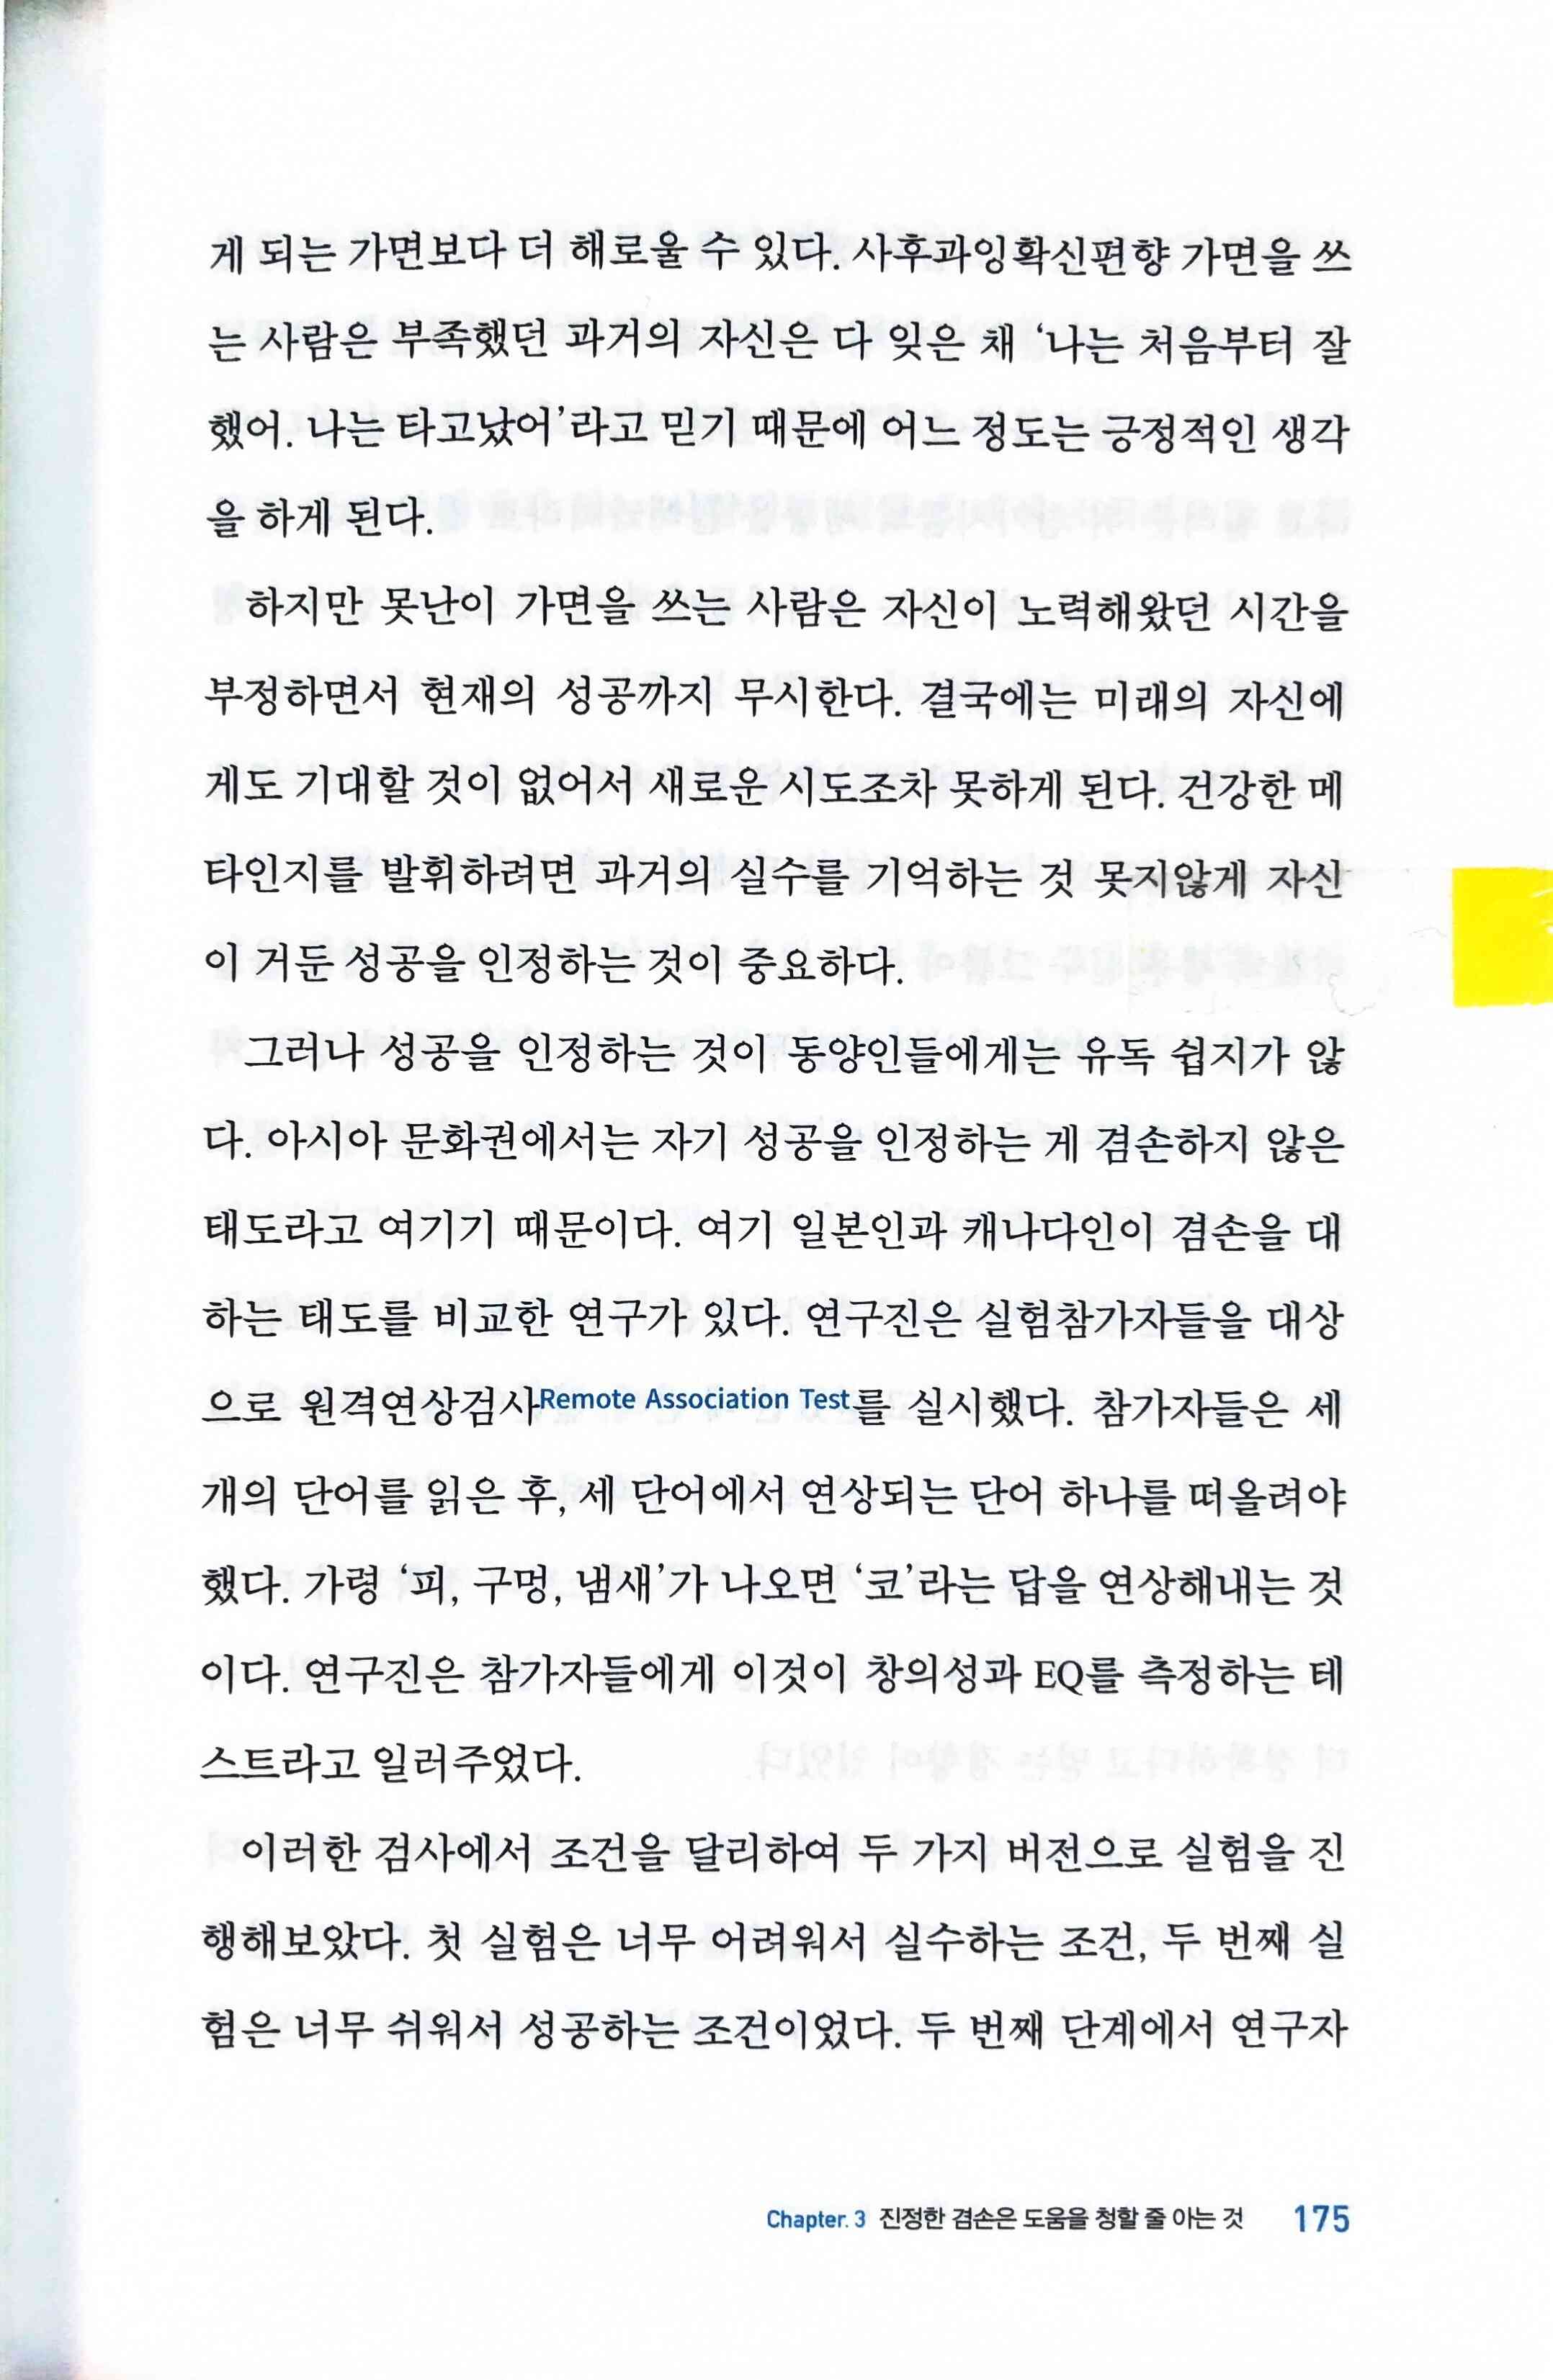 게 되는 가면보다 더 해로울 수 있다. 사후과잉확신편향 가면을 쓰
는 사람은 부족했던 과거의 자신은 다 잊은 채 ‘나는 처음부터 잘
했어. 나는 타고났어’라고 믿기 때문에 어느 정도는 긍정적인 생각
을 하게 된다.
하지만 못난이 가면을 쓰는 사람은 자신이 노력해왔던 시간을
부정하면서 현재의 성공까지 무시한다. 결국에는 미래의 자신에
게도 기대할 것이 없어서 새로운 시도조차 못하게 된다. 건강한 메
타인지를 발휘하려면 과거의 실수를 기억하는 것 못지않게 자신
이 거둔 성공을 인정하는 것이 중요하다.
그러나 성공을 인정하는 것이 동양인들에게는 유독 쉽지가 않
다. 아시아 문화권에서는 자기 성공을 인정하는 게 겸손하지 않은
태도라고 여기기 때문이다. 여기 일본인과 캐나다인이 겸손을 대
하는 태도를 비교한 연구가 있다. 연구진은 실험참가자들을 대상
으로 원격연상검사Remote Association Test를 실시했다. 참가자들은 세
개의 단어를 읽은 후, 세 단어에서 연상되는 단어 하나를 떠올려야
했다. 가령 ‘피, 구멍, 냄새’가 나오면 ‘코’라는 답을 연상해내는 것
이다. 연구진은 참가자들에게 이것이 창의성과 EQ를 측정하는 테
스트라고 일러주었다.
이러한 검사에서 조건을 달리하여 두 가지 버전으로 실험을 진
행해보았다. 첫 실험은 너무 어려워서 실수하는 조건, 두 번째 실
험은 너무 쉬워서 성공하는 조건이었다. 두 번째 단계에서 연구자
Chapter. 3 진정한 겸손은 도움을 청할 줄 아는 것 175